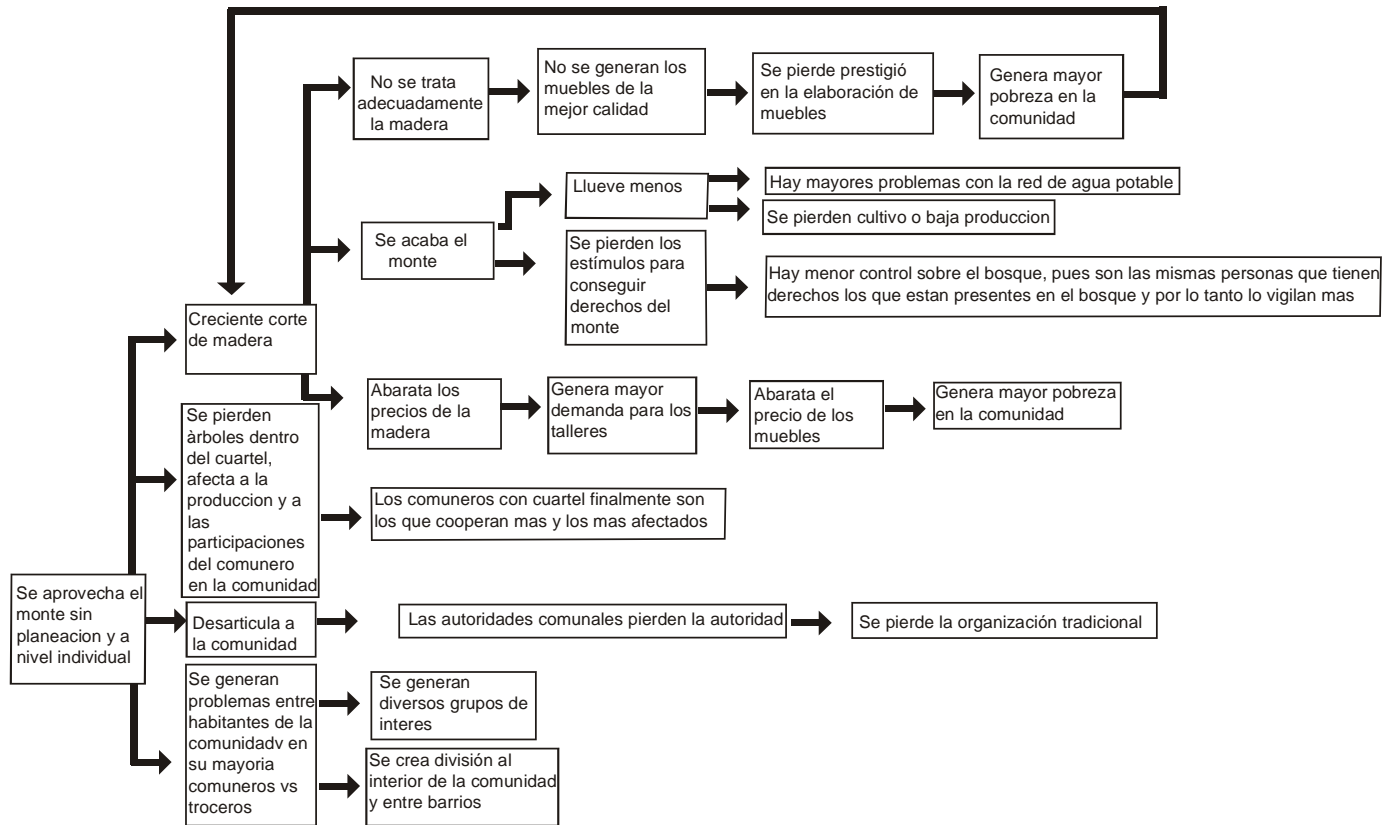 No se trata
adecuadamente
la madera
No se generan los
muebles de la
mejor calidad
Se pierde prestigió
en la elaboración de
muebles
Genera mayor
pobreza en la
comunidad
Llueve menos
Hay mayores problemas con la red de agua potable
Se pierden cultivo o baja produccion
Se acaba el
monte
Se pierden los
estímulos para
conseguir
derechos del
monte
Hay menor control sobre el bosque, pues son las mismas personas que tienen
derechos los que estan presentes en el bosque y por lo tanto lo vigilan mas
Creciente corte
de madera
Abarata los
precios de la
madera
Genera mayor
demanda para los
talleres
Abarata el
precio de los
muebles
Genera mayor pobreza
en la comunidad
Se pierden
àrboles dentro
del cuartel,
afecta a la
produccion y a
las
participaciones
del comunero
en la comunidad
Los comuneros con cuartel finalmente son
los que cooperan mas y los mas afectados
Se aprovecha el
monte sin
planeacion y a
nivel individual
Desarticula a
la comunidad
Las autoridades comunales pierden la autoridad
Se pierde la organización tradicional
Se generan
problemas entre
habitantes de la
comunidadv en
su mayoria
comuneros vs
troceros
Se generan
diversos grupos de
interes
Se crea división al
interior de la comunidad
y entre barrios